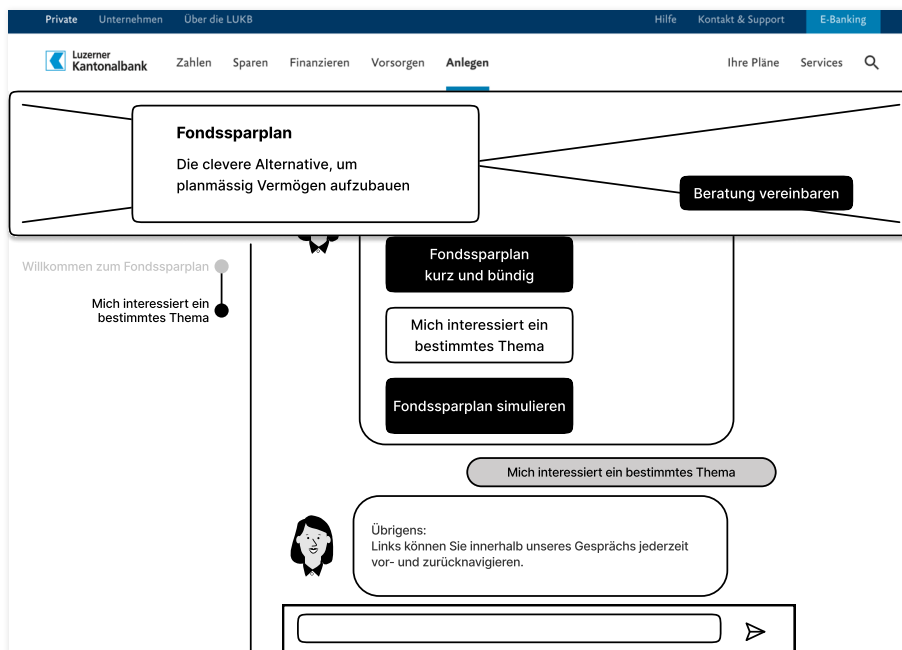 Private Unternehmen Über die LUKB Hilfe Kontakt & Support E-Banking
Luzerner
Kantonalbank
Zahlen Sparen Finanzieren Vorsorgen Anlegen Ihre Pläne Services
Fondssparplan
Die clevere Alternative, um
planmässig Vermögen aufzubauen
Beratung vereinbaren
Willkommen zum Fondssparplan
Mich interessiert ein
bestimmtes Thema
Fondssparplan
kurz und bündig
Mich interessiert ein
bestimmtes Thema
Fondssparplan simulieren
Mich interessiert ein bestimmtes Thema
Übrigens:
Links können Sie innerhalb unseres Gesprächs jederzeit
vor- und zurücknavigieren.